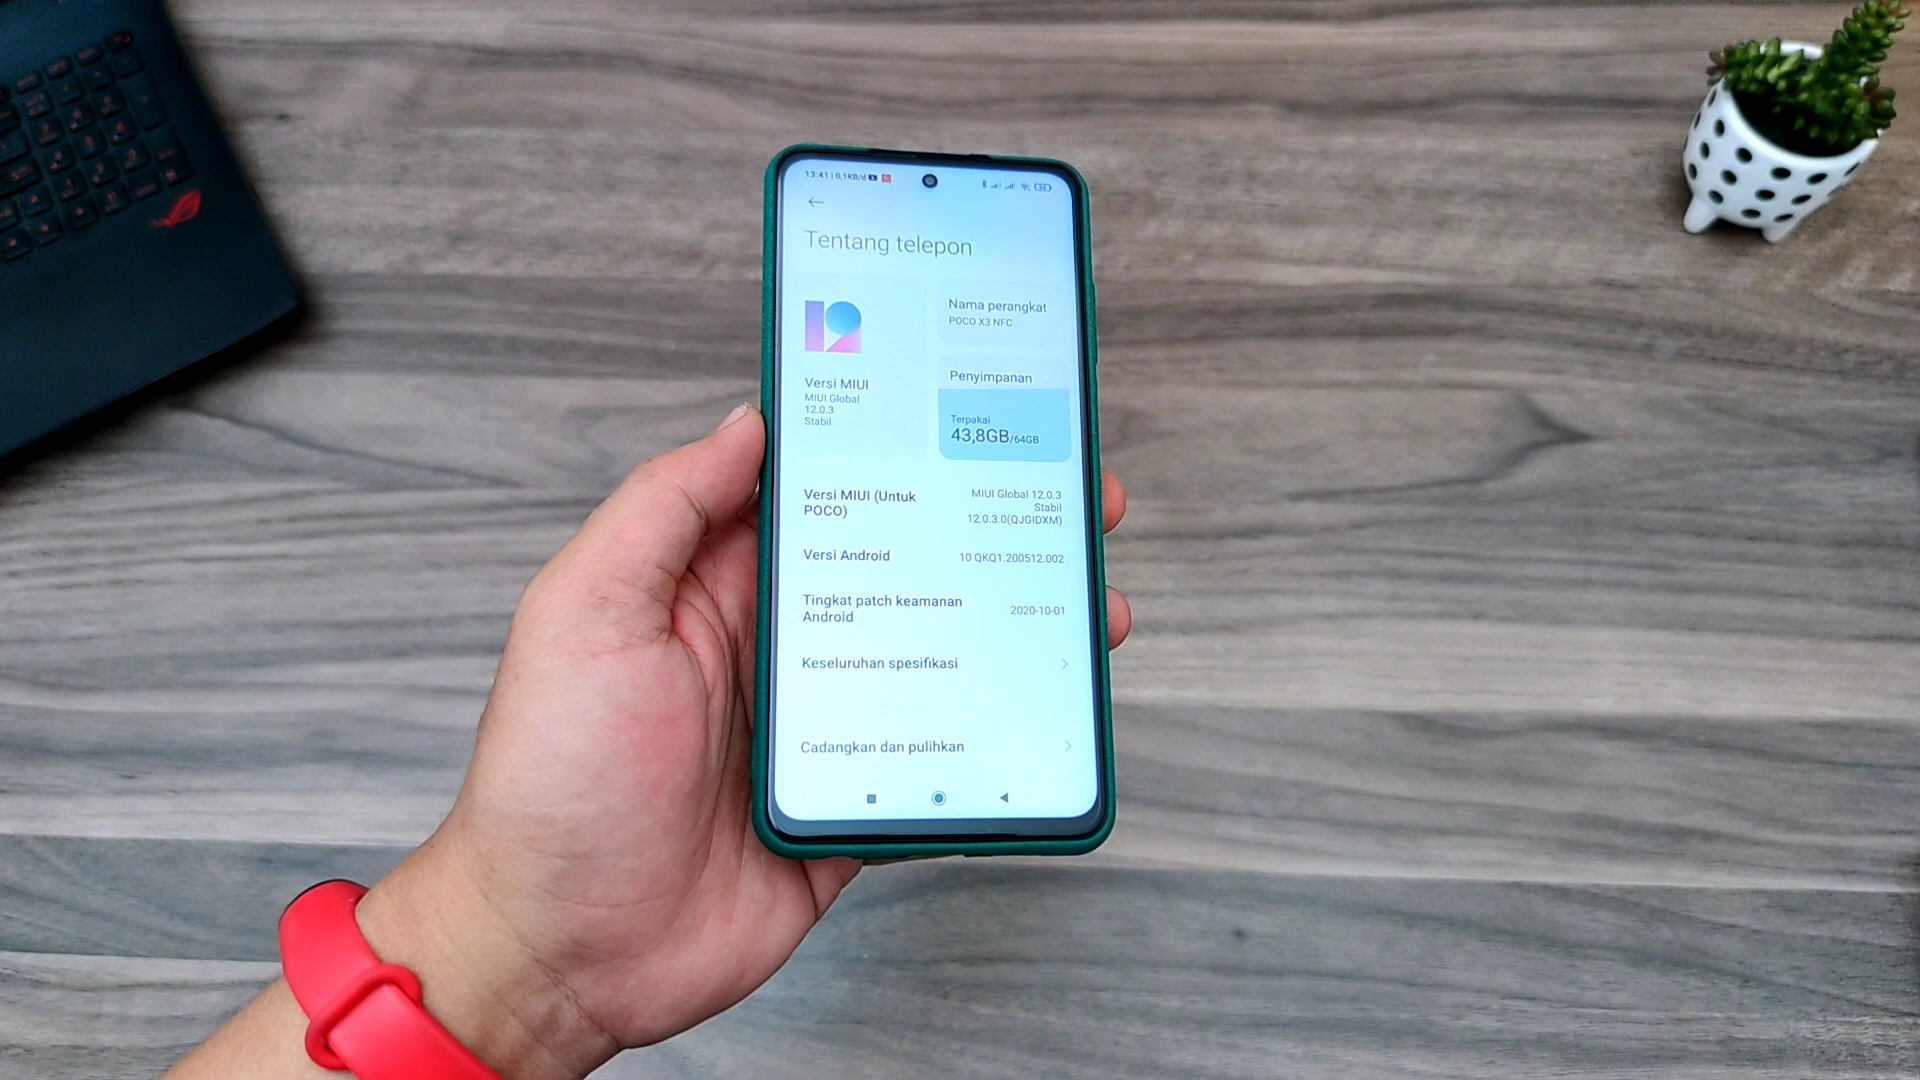 13:41 | 0,1KB/d
Tentang telepon
Versi MIUI
MIUI Global
12.0.3
Stabil
Nama perangkat
POCO X3 NFC
Penyimpanan
Terpakai
43,8GB/64GB
Versi MIUI (Untuk
POCO)
MIUI Global 12.0.3
Stabil
12.0.3.0(QJGIDXM)
Versi Android
10 QKQ1.200512.002
Tingkat patch keamanan
Android
2020-10-01
Keseluruhan spesifikasi
Cadangkan dan pulihkan